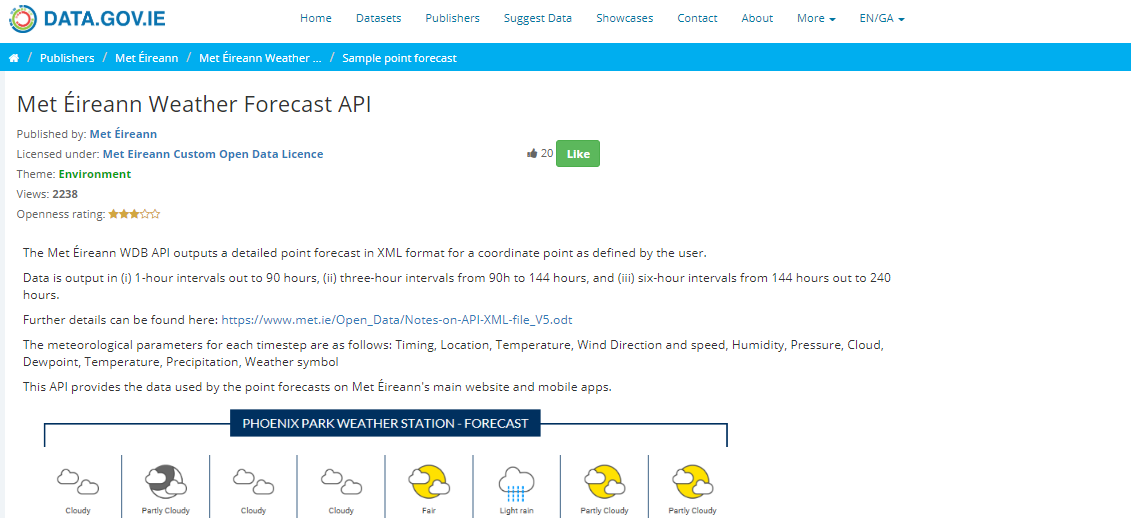 DATA.GOV.IE
Home Datasets Publishers Suggest Data Showcases Contact About More EN/GA
/ Publishers / Met Éireann / Met Éireann Weather ... / Sample point forecast
Met Éireann Weather Forecast API
Published by: Met Éireann
Licensed under: Met Eireann Custom Open Data Licence
20 Like
Theme: Environment
Views: 2238
Openness rating:
The Met Éireann WDB API outputs a detailed point forecast in XML format for a coordinate point as defined by the user.
Data is output in (i) 1-hour intervals out to 90 hours, (ii) three-hour intervals from 90h to 144 hours, and (iii) six-hour intervals from 144 hours out to 240
hours.
Further details can be found here: https://www.met.ie/Open_Data/Notes-on-API-XML-file_V5.odt
The meteorological parameters for each timestep are as follows: Timing, Location, Temperature, Wind Direction and speed, Humidity, Pressure, Cloud,
Dewpoint, Temperature, Precipitation, Weather symbol
This API provides the data used by the point forecasts on Met Éireann's main website and mobile apps.
PHOENIX PARK WEATHER STATION - FORECAST
Cloudy Partly Cloudy Cloudy Cloudy Fair Light rain Partly Cloudy Partly Cloudy